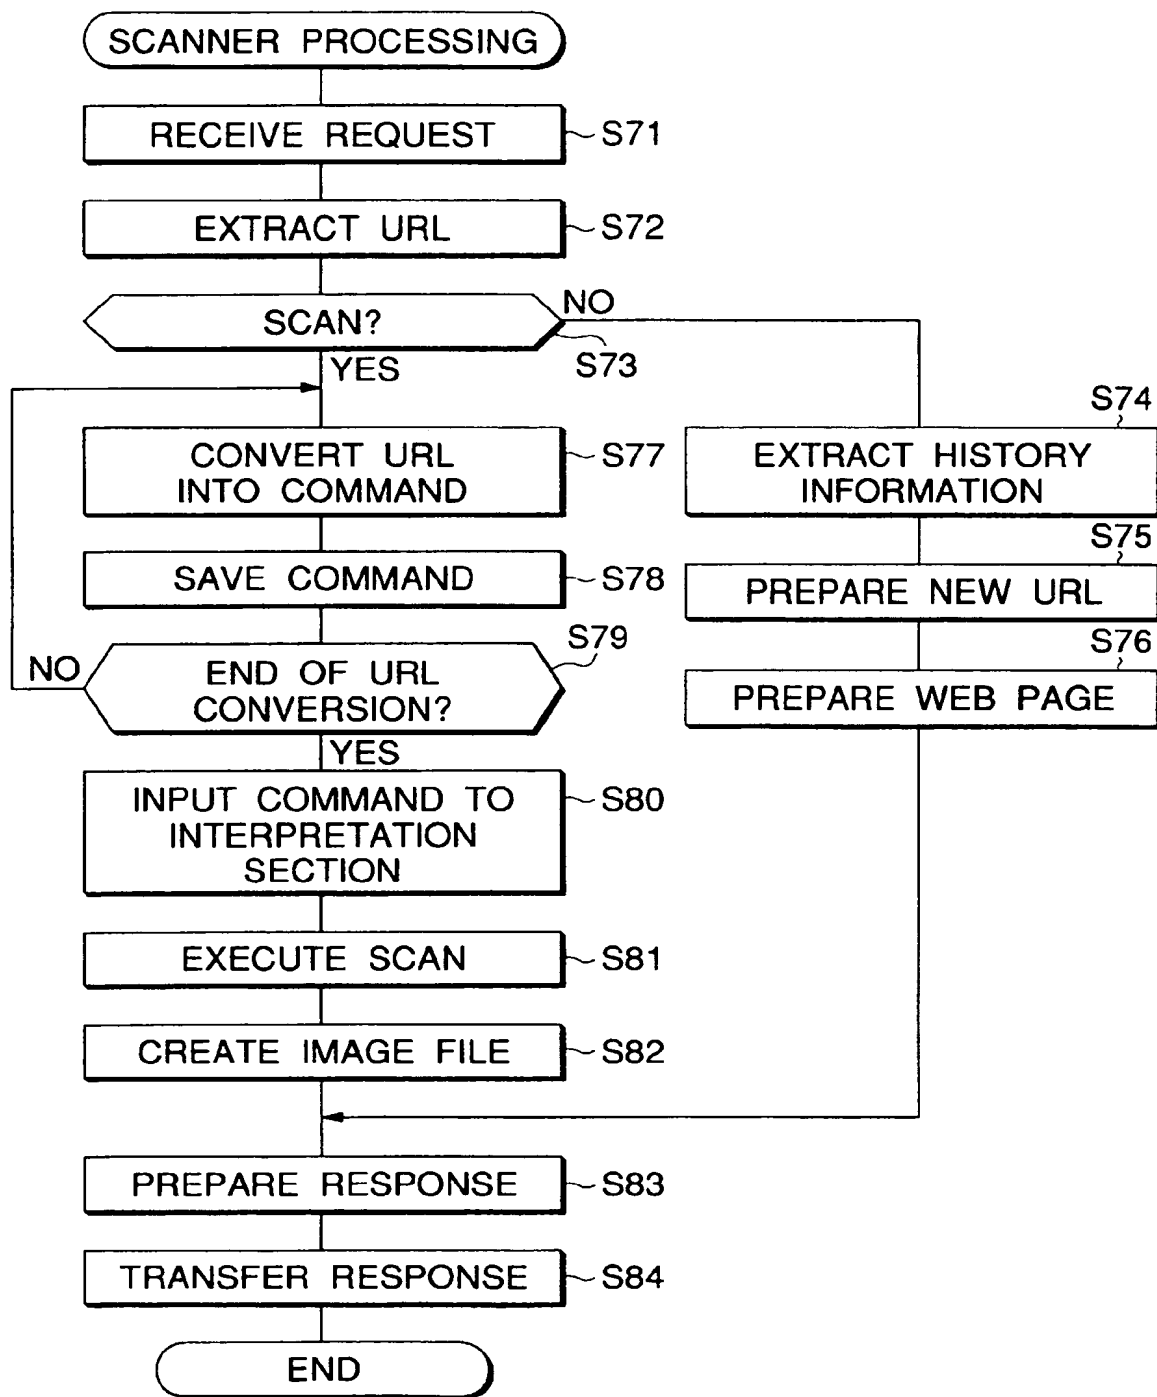 SCANNER PROCESSING
RECEIVE REQUEST
S71
EXTRACT URL
S72
SCAN?
NO
S73
YES
S74
CONVERT URL
INTO COMMAND
S77
EXTRACT HISTORY
INFORMATION
S75
SAVE COMMAND
S78
PREPARE NEW URL
S79
S76
NO
END OF URL
CONVERSION?
PREPARE WEB PAGE
YES
INPUT COMMAND TO
INTERPRETATION
SECTION
S80
EXECUTE SCAN
S81
CREATE IMAGE FILE
S82
PREPARE RESPONSE
S83
TRANSFER RESPONSE
S84
END